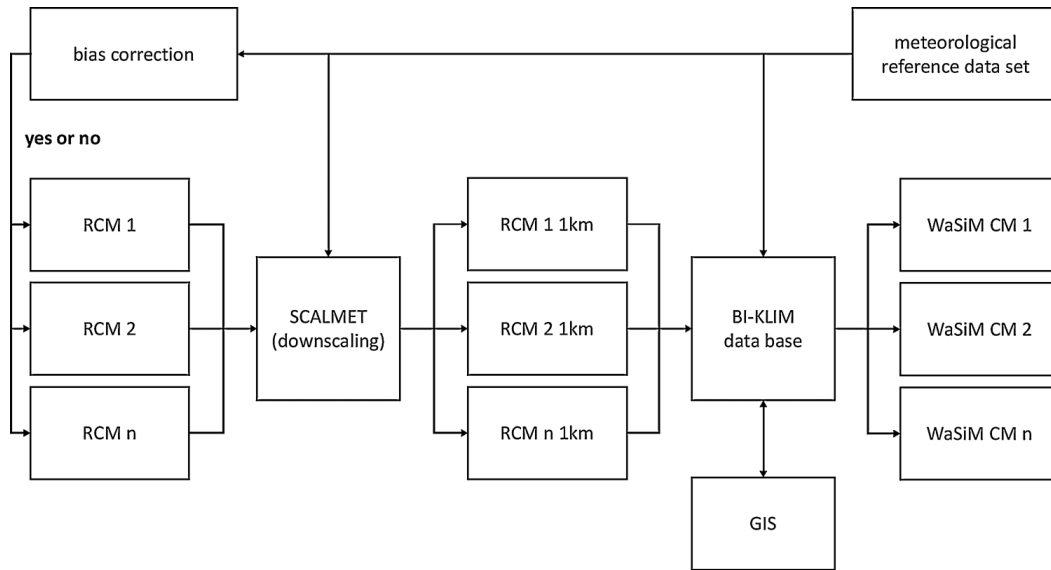 bias correction
meteorological
reference data set
yes or no
RCM 1
RCM 1 1km
WaSiM CM 1
SCALMET
(downscaling)
RCM 2
RCM 2 1km
BI-KLIM
data base
WaSiM CM 2
RCM n
RCM n 1km
WaSiM CM n
GIS